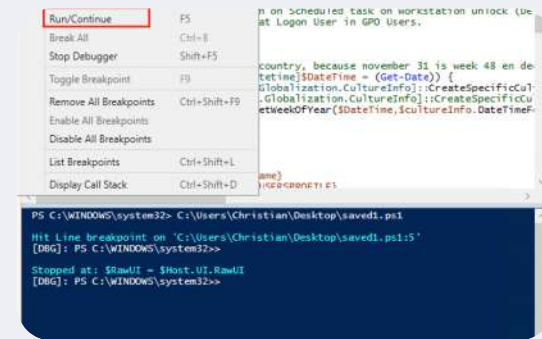 Run/Continue F5
Break All Ctrl+B
Stop Debugger Shift+F5
Toggle Breakpoint F9
Remove All Breakpoints Ctrl+Shift+F9
Enable All Breakpoints
Disable All Breakpoints
List Breakpoints Ctrl+Shift+L
Display Call Stack Ctrl+Shift+D
n on Scheduled task on workstation unlock (De
at Logon User in GPO Users.
country, because november 31 is week 48 en de
tetime]$DateTime = (Get-Date)) {
Globalization.CultureInfo]::CreateSpecificCul
.Globalization.CultureInfo]::CreateSpecificCu
etWeekOfYear($DateTime,$cultureInfo.DateTimeF
ame}
USERSPROFILE}
PS C:\WINDOWS\system32> C:\Users\Christian\Desktop\saved1.ps1
Hit Line breakpoint on 'C:\Users\Christian\Desktop\saved1.ps1:5'
[DBG]: PS C:\WINDOWS\system32>>
Stopped at: $RawUI = $Host.UI.RawUI
[DBG]: PS C:\WINDOWS\system32>>